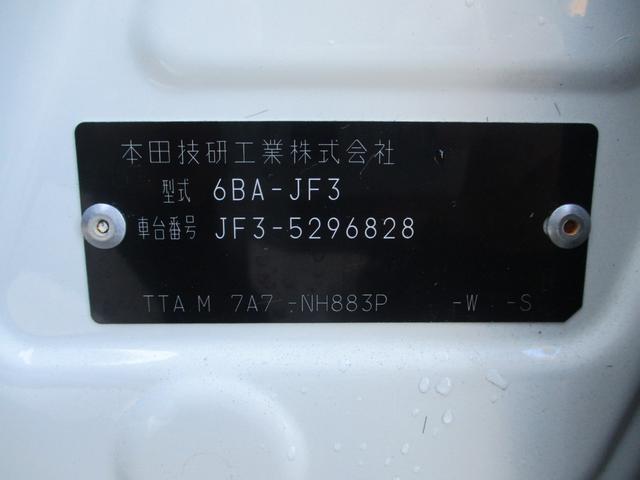 本田技研工業株式会社
型式 6BA-JF3
車台番号 JF3-5296828
TTA M 7A7 -NH883P -W -S